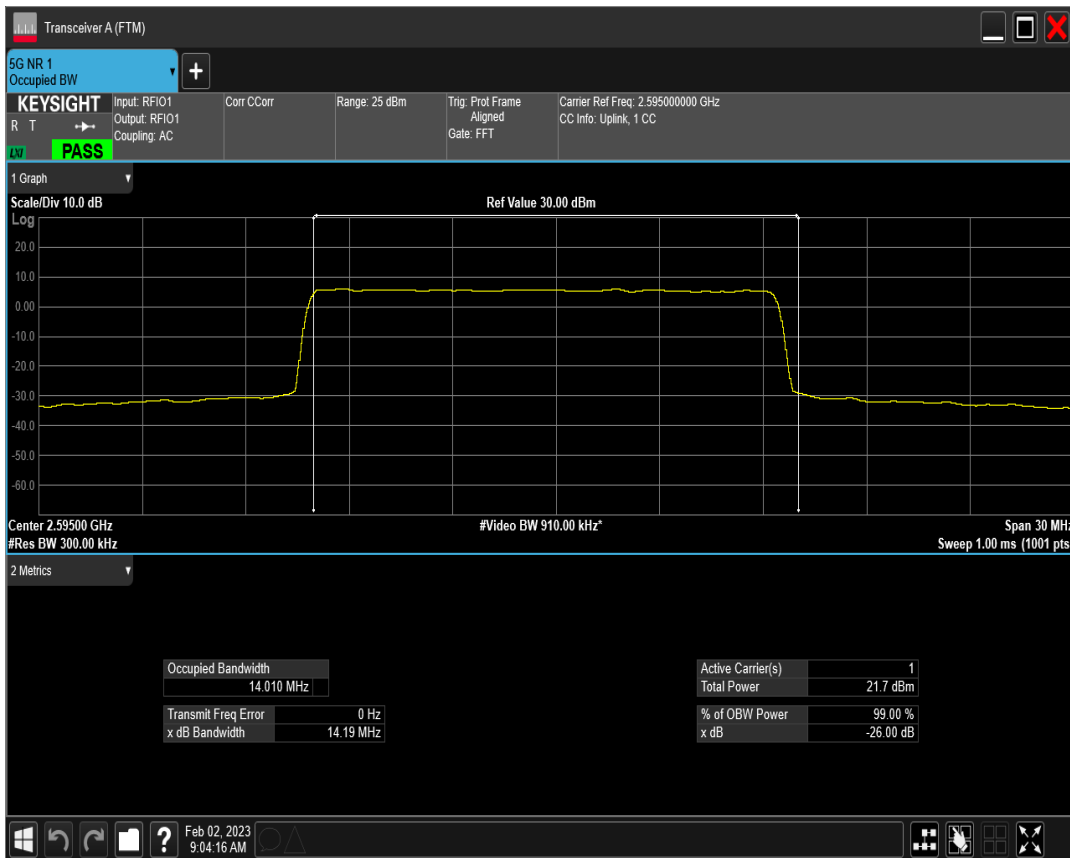 Transceiver A (FTM)
5G NR 1
Occupied BW
+
KEYSIGHT
R T
LXI
PASS
Input: RFIO1
Output: RFIO1
Coupling: AC
Corr CCorr
Range: 25 dBm
Trig: Prot Frame
Aligned
Gate: FFT
Carrier Ref Freq: 2.595000000 GHz
CC Info: Uplink, 1 CC
1 Graph
Scale/Div 10.0 dB
Ref Value 30.00 dBm
Log
20.0
10.0
0.00
-10.0
-20.0
-30.0
-40.0
-50.0
-60.0
Center 2.59500 GHz
#Video BW 910.00 kHz*
Span 30 MHz
#Res BW 300.00 kHz
Sweep 1.00 ms (1001 pts
2 Metrics
Occupied Bandwidth
14.010 MHz
Transmit Freq Error 0 Hz
x dB Bandwidth 14.19 MHz
Active Carrier(s) 1
Total Power 21.7 dBm
% of OBW Power 99.00 %
x dB -26.00 dB
?
Feb 02, 2023
9:04:16 AM